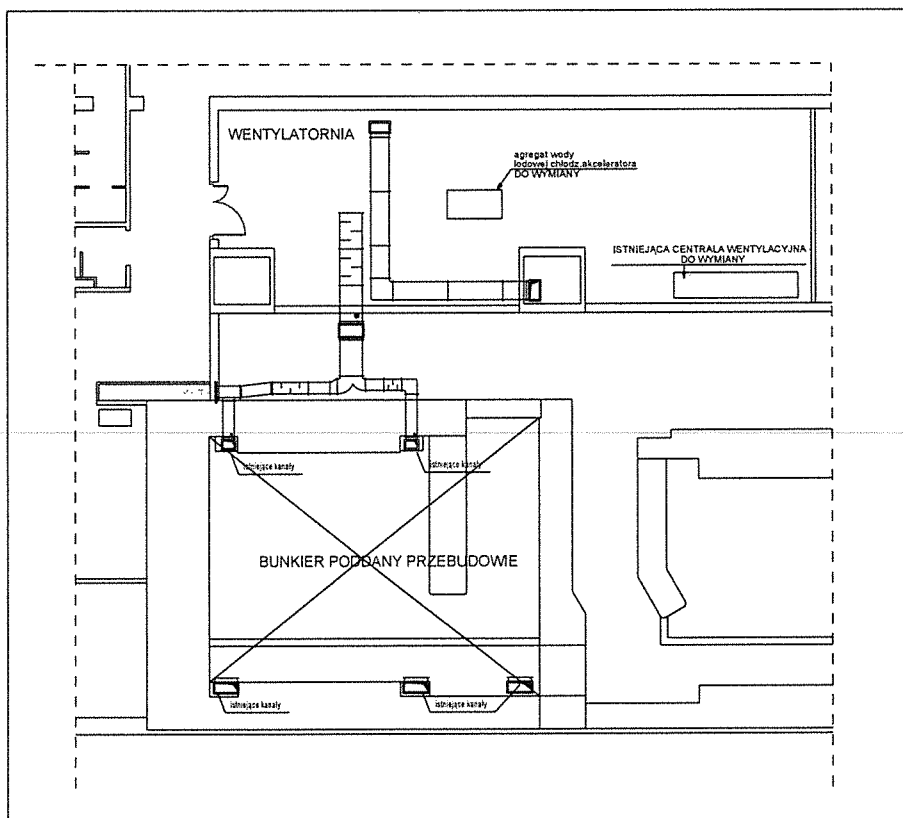 WENTYLATORNIA
agregat wody
lodowej chłodz.akceleratora
DO WYMIANY
ISTNIEJĄCA CENTRALA WENTYLACYJNA
DO WYMIANY
istniejące kanały
istniejące kanały
BUNKIER PODDANY PRZEBUDOWIE
istniejące kanały
istniejące kanały